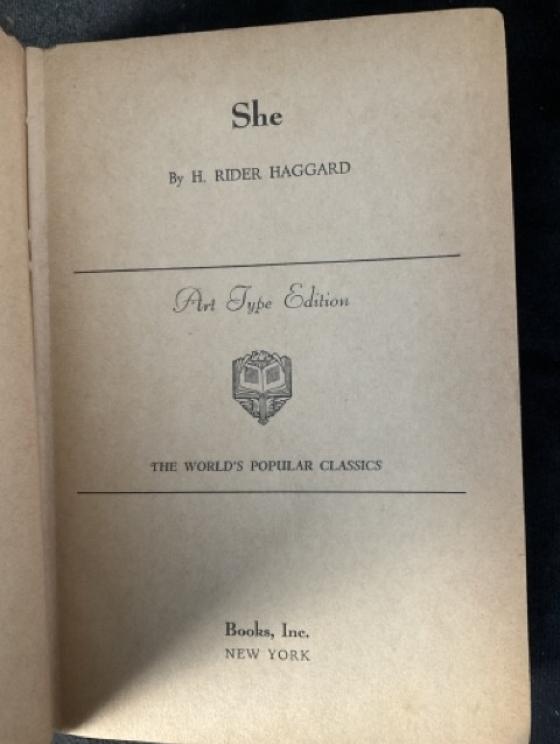 She
By H. RIDER HAGGARD
Art Type Edition
THE WORLD'S POPULAR CLASSICS
Books, Inc.
NEW YORK